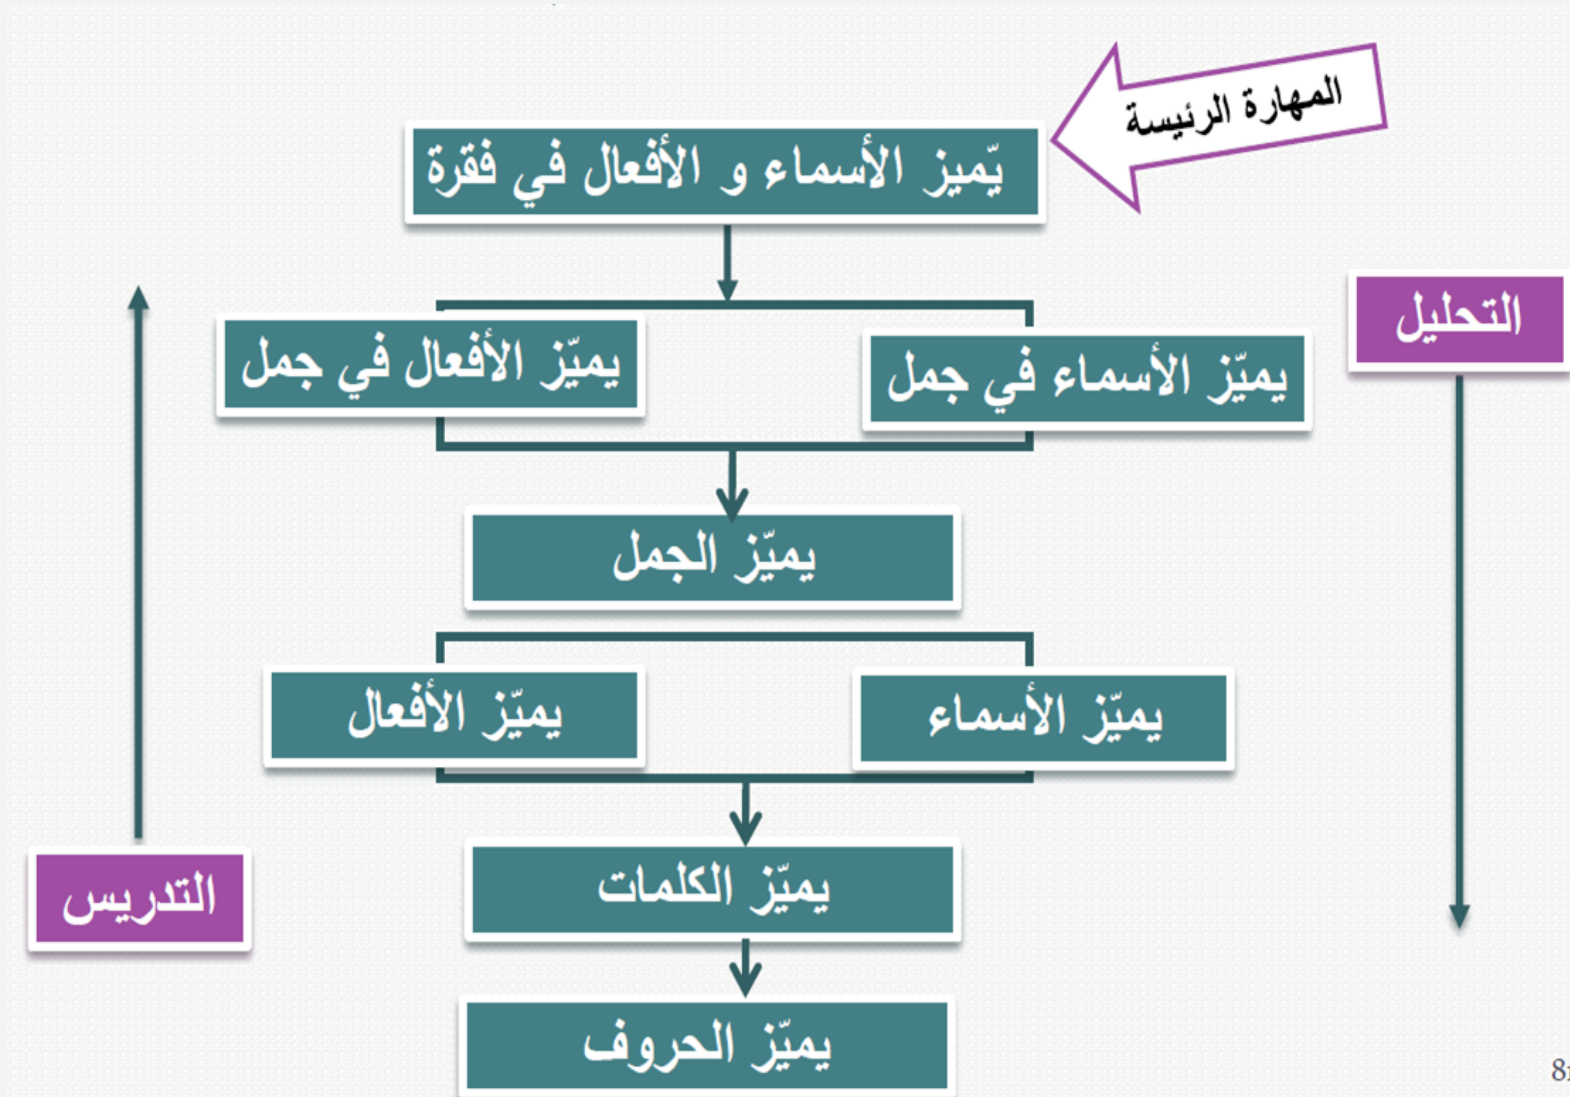 المهارة الرئيسة
يّميز الأسماء و الأفعال في فقرة
التحليل
يميّز الأسماء في جمل
يميّز الأفعال في جمل
يميّز الجمل
يميّز الأسماء
يميّز الأفعال
يميّز الكلمات
التدريس
يميّز الحروف